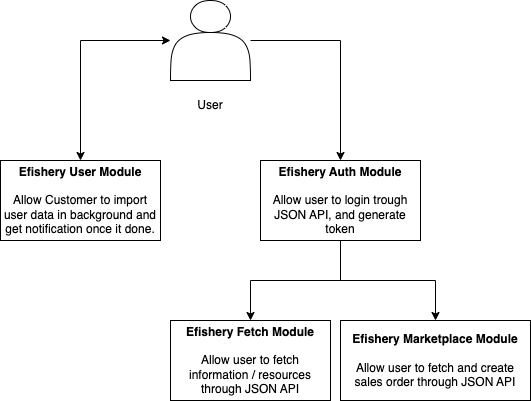 User
Efishery User Module
Allow Customer to import
user data in background and
get notification once it done.
Efishery Auth Module
Allow user to login trough
JSON API, and generate
token
Efishery Fetch Module
Allow user to fetch
information / resources
through JSON API
Efishery Marketplace Module
Allow user to fetch and create
sales order through JSON API